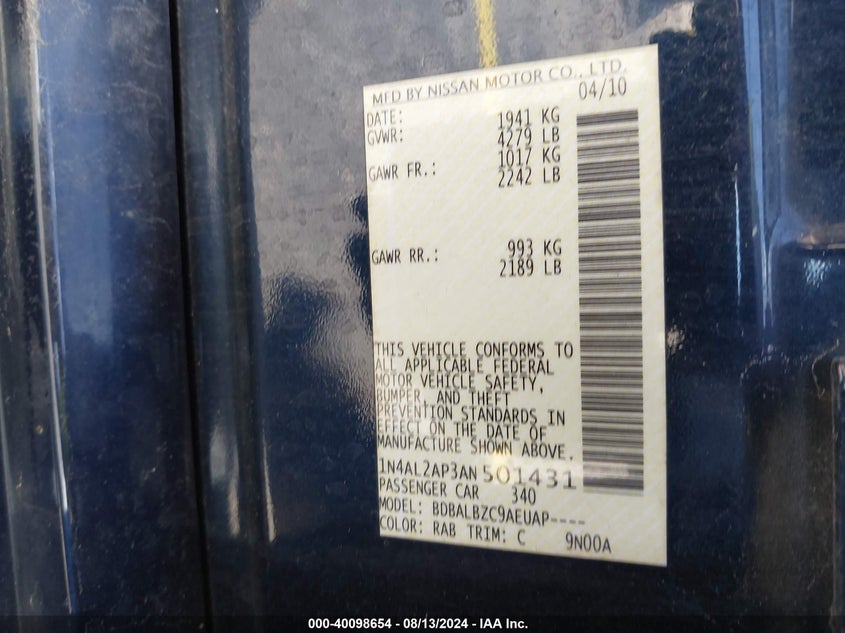 MFD BY NISSAN MOTOR CO., LTD.
DATE: 04/10
GVWR: 1941 KG
4279 LB
GAWR FR.: 1017 KG
2242 LB
GAWR RR.: 993 KG
2189 LB
THIS VEHICLE CONFORMS TO
ALL APPLICABLE FEDERAL
MOTOR VEHICLE SAFETY,
BUMPER, AND THEFT
PREVENTION STANDARDS IN
EFFECT ON THE DATE OF
MANUFACTURE SHOWN ABOVE.
1N4AL2AP3AN501431
PASSENGER CAR 340
MODEL: BDBALBZC9AEUAP----
COLOR: RAB TRIM: C 9N00A
000-40098654 - 08/13/2024 - IAA Inc.